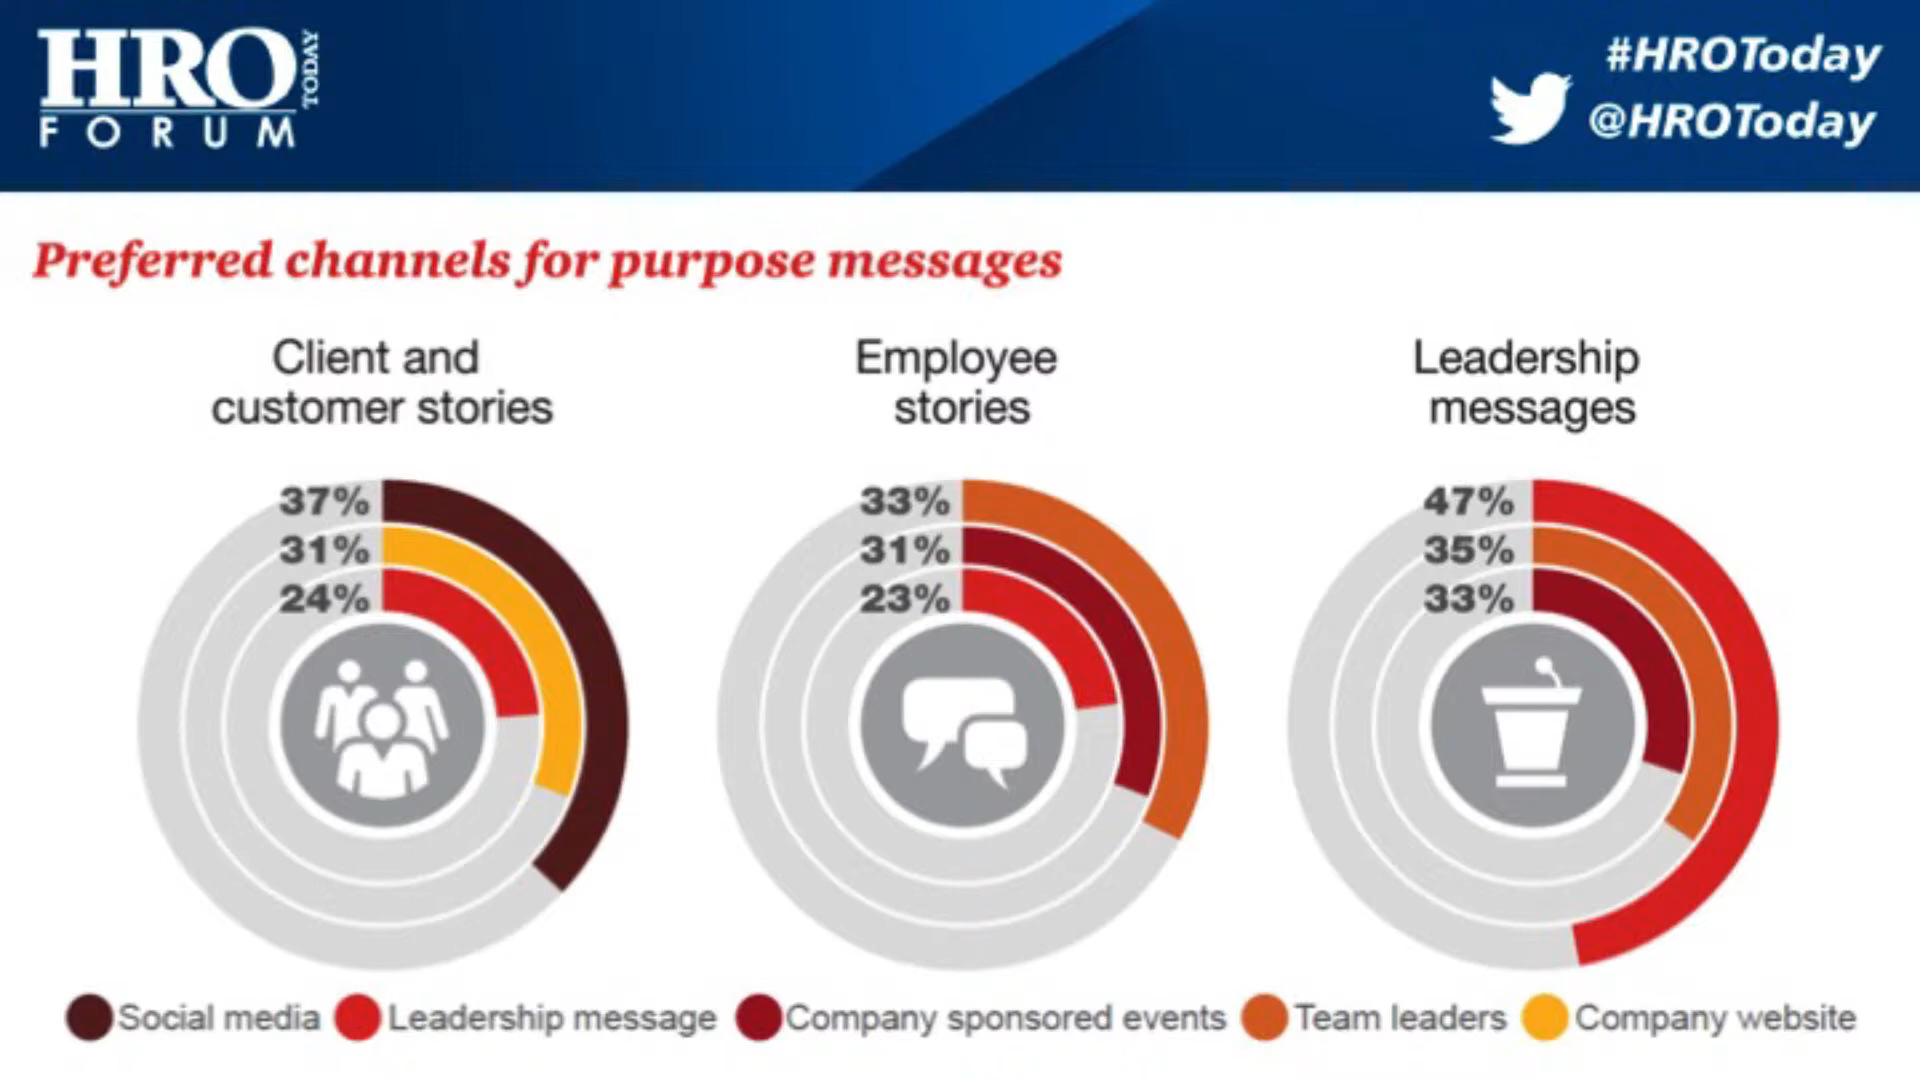 HRO TODAY
FORUM
#HROToday
@HROToday
Preferred channels for purpose messages
Client and
customer stories
37%
31%
24%
Employee
stories
33%
31%
23%
Leadership
messages
47%
35%
33%
Social media
Leadership message
Company sponsored events
Team leaders
Company website